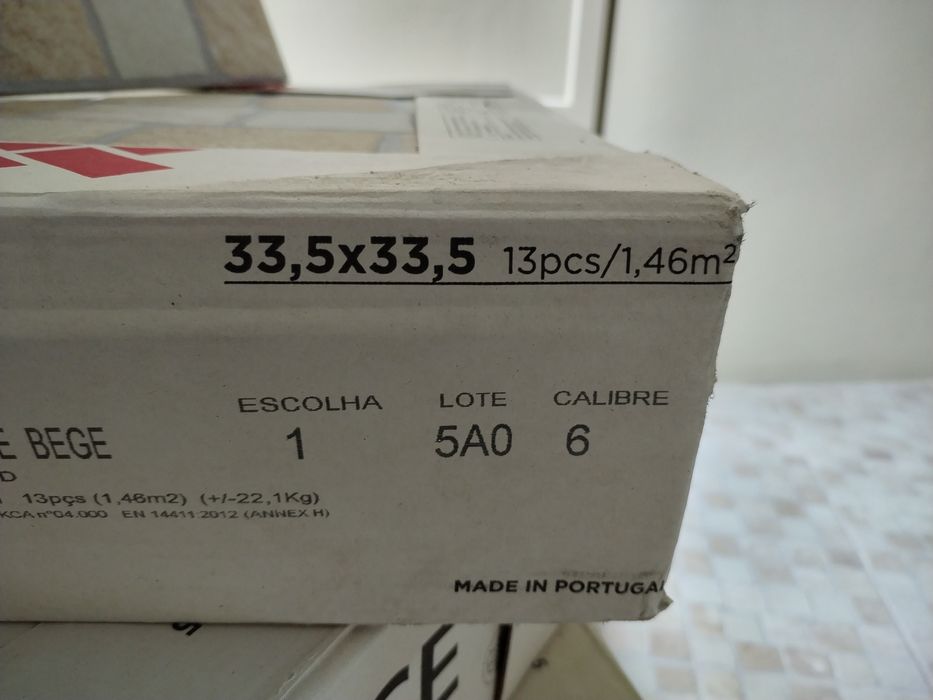 33,5x33,5 13pcs/1,46m²
ESCOLHA LOTE CALIBRE
E BEGE 1 5A0 6
D
13pçs (1,46m2) (+/-22,1Kg)
KCA nº04.000 EN 14411:2012 (ANNEX H)
MADE IN PORTUGAL